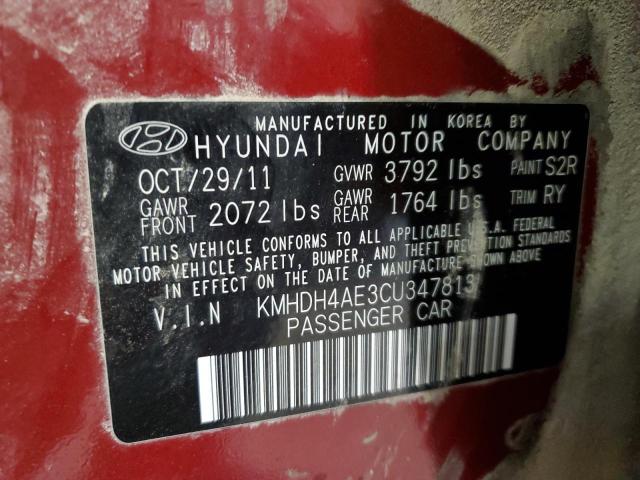 MANUFACTURED IN KOREA BY
HYUNDAI MOTOR COMPANY
OCT/29/11 GVWR 3792 lbs PAINT S2R
GAWR FRONT 2072 lbs GAWR REAR 1764 lbs TRIM RY
THIS VEHICLE CONFORMS TO ALL APPLICABLE U.S.A. FEDERAL
MOTOR VEHICLE SAFETY, BUMPER, AND THEFT PREVENTION STANDARDS
IN EFFECT ON THE DATE OF MANUFACTURE SHOWN ABOVE
V.I.N KMHDH4AE3CU347813
PASSENGER CAR